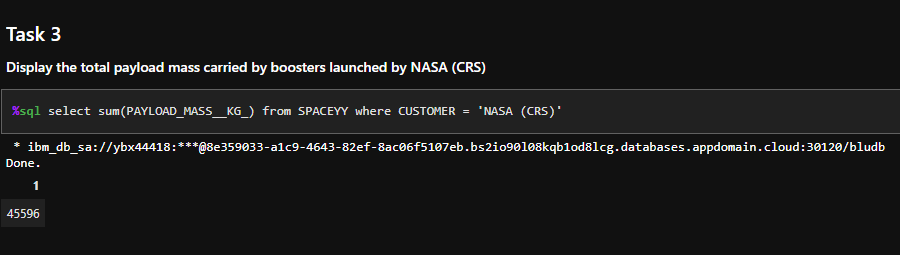 Task 3
Display the total payload mass carried by boosters launched by NASA (CRS)
%sql select sum(PAYLOAD_MASS__KG_) from SPACEYY where CUSTOMER = 'NASA (CRS)'
* ibm_db_sa://ybx44418:***@8e359033-a1c9-4643-82ef-8ac06f5107eb.bs2io90l08kqb1od8lcg.databases.appdomain.cloud:30120/bludb
Done.
1
45596